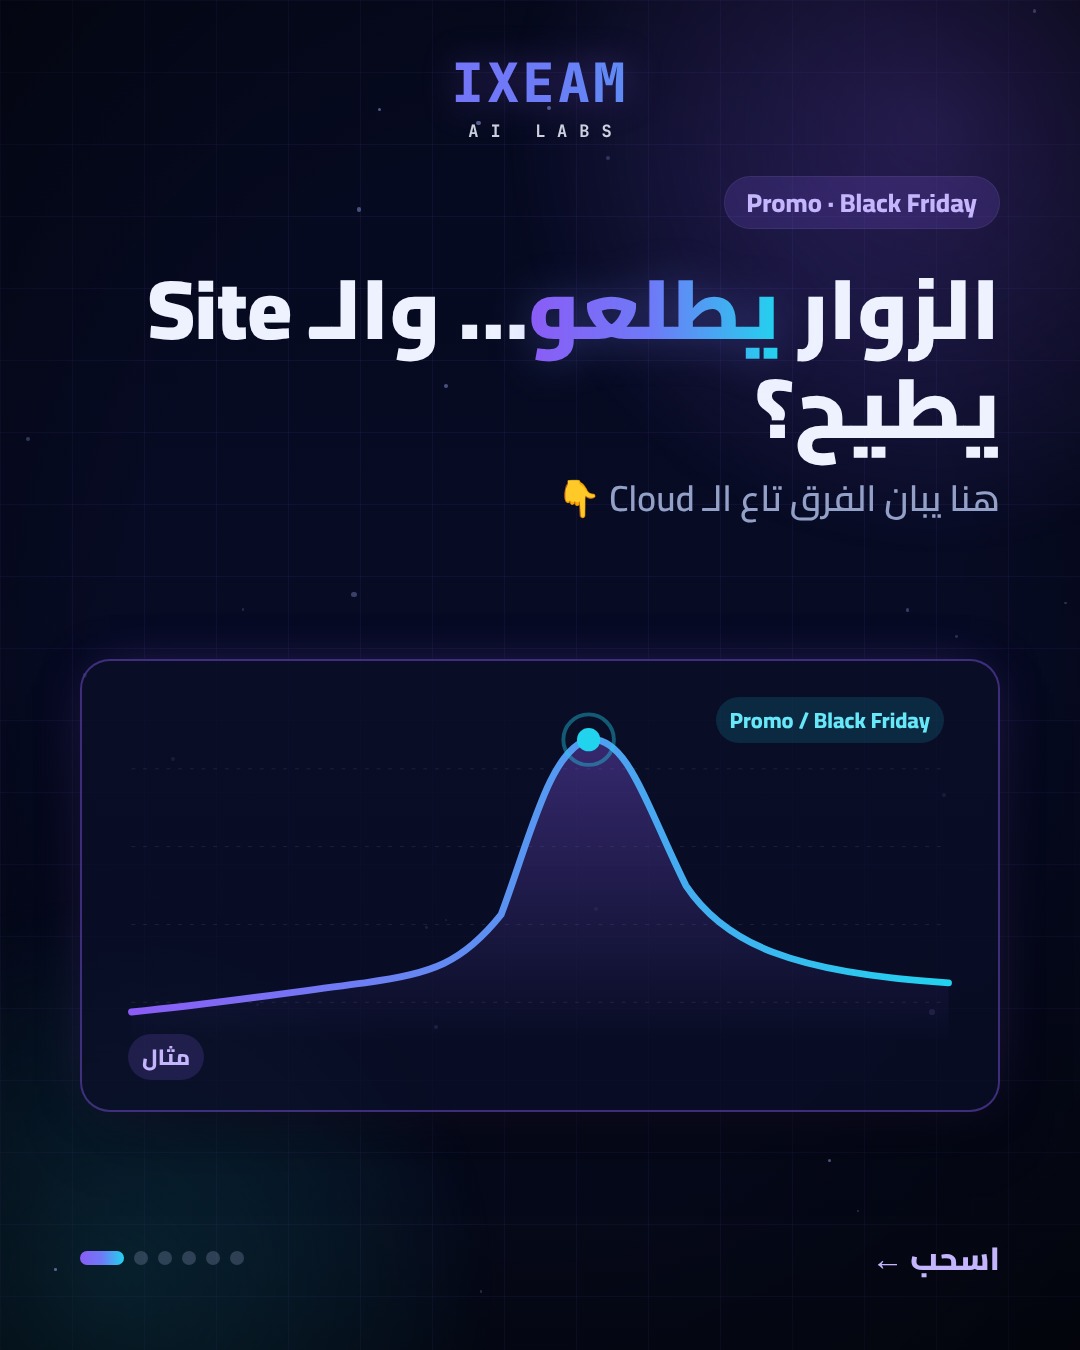 IXEAM
AI LABS
Promo · Black Friday
الزوار يطلعو... والـ Site
يطيح؟
هنا يبان الفرق تاع الـ Cloud 👇
Promo / Black Friday
مثال
اسحب ←